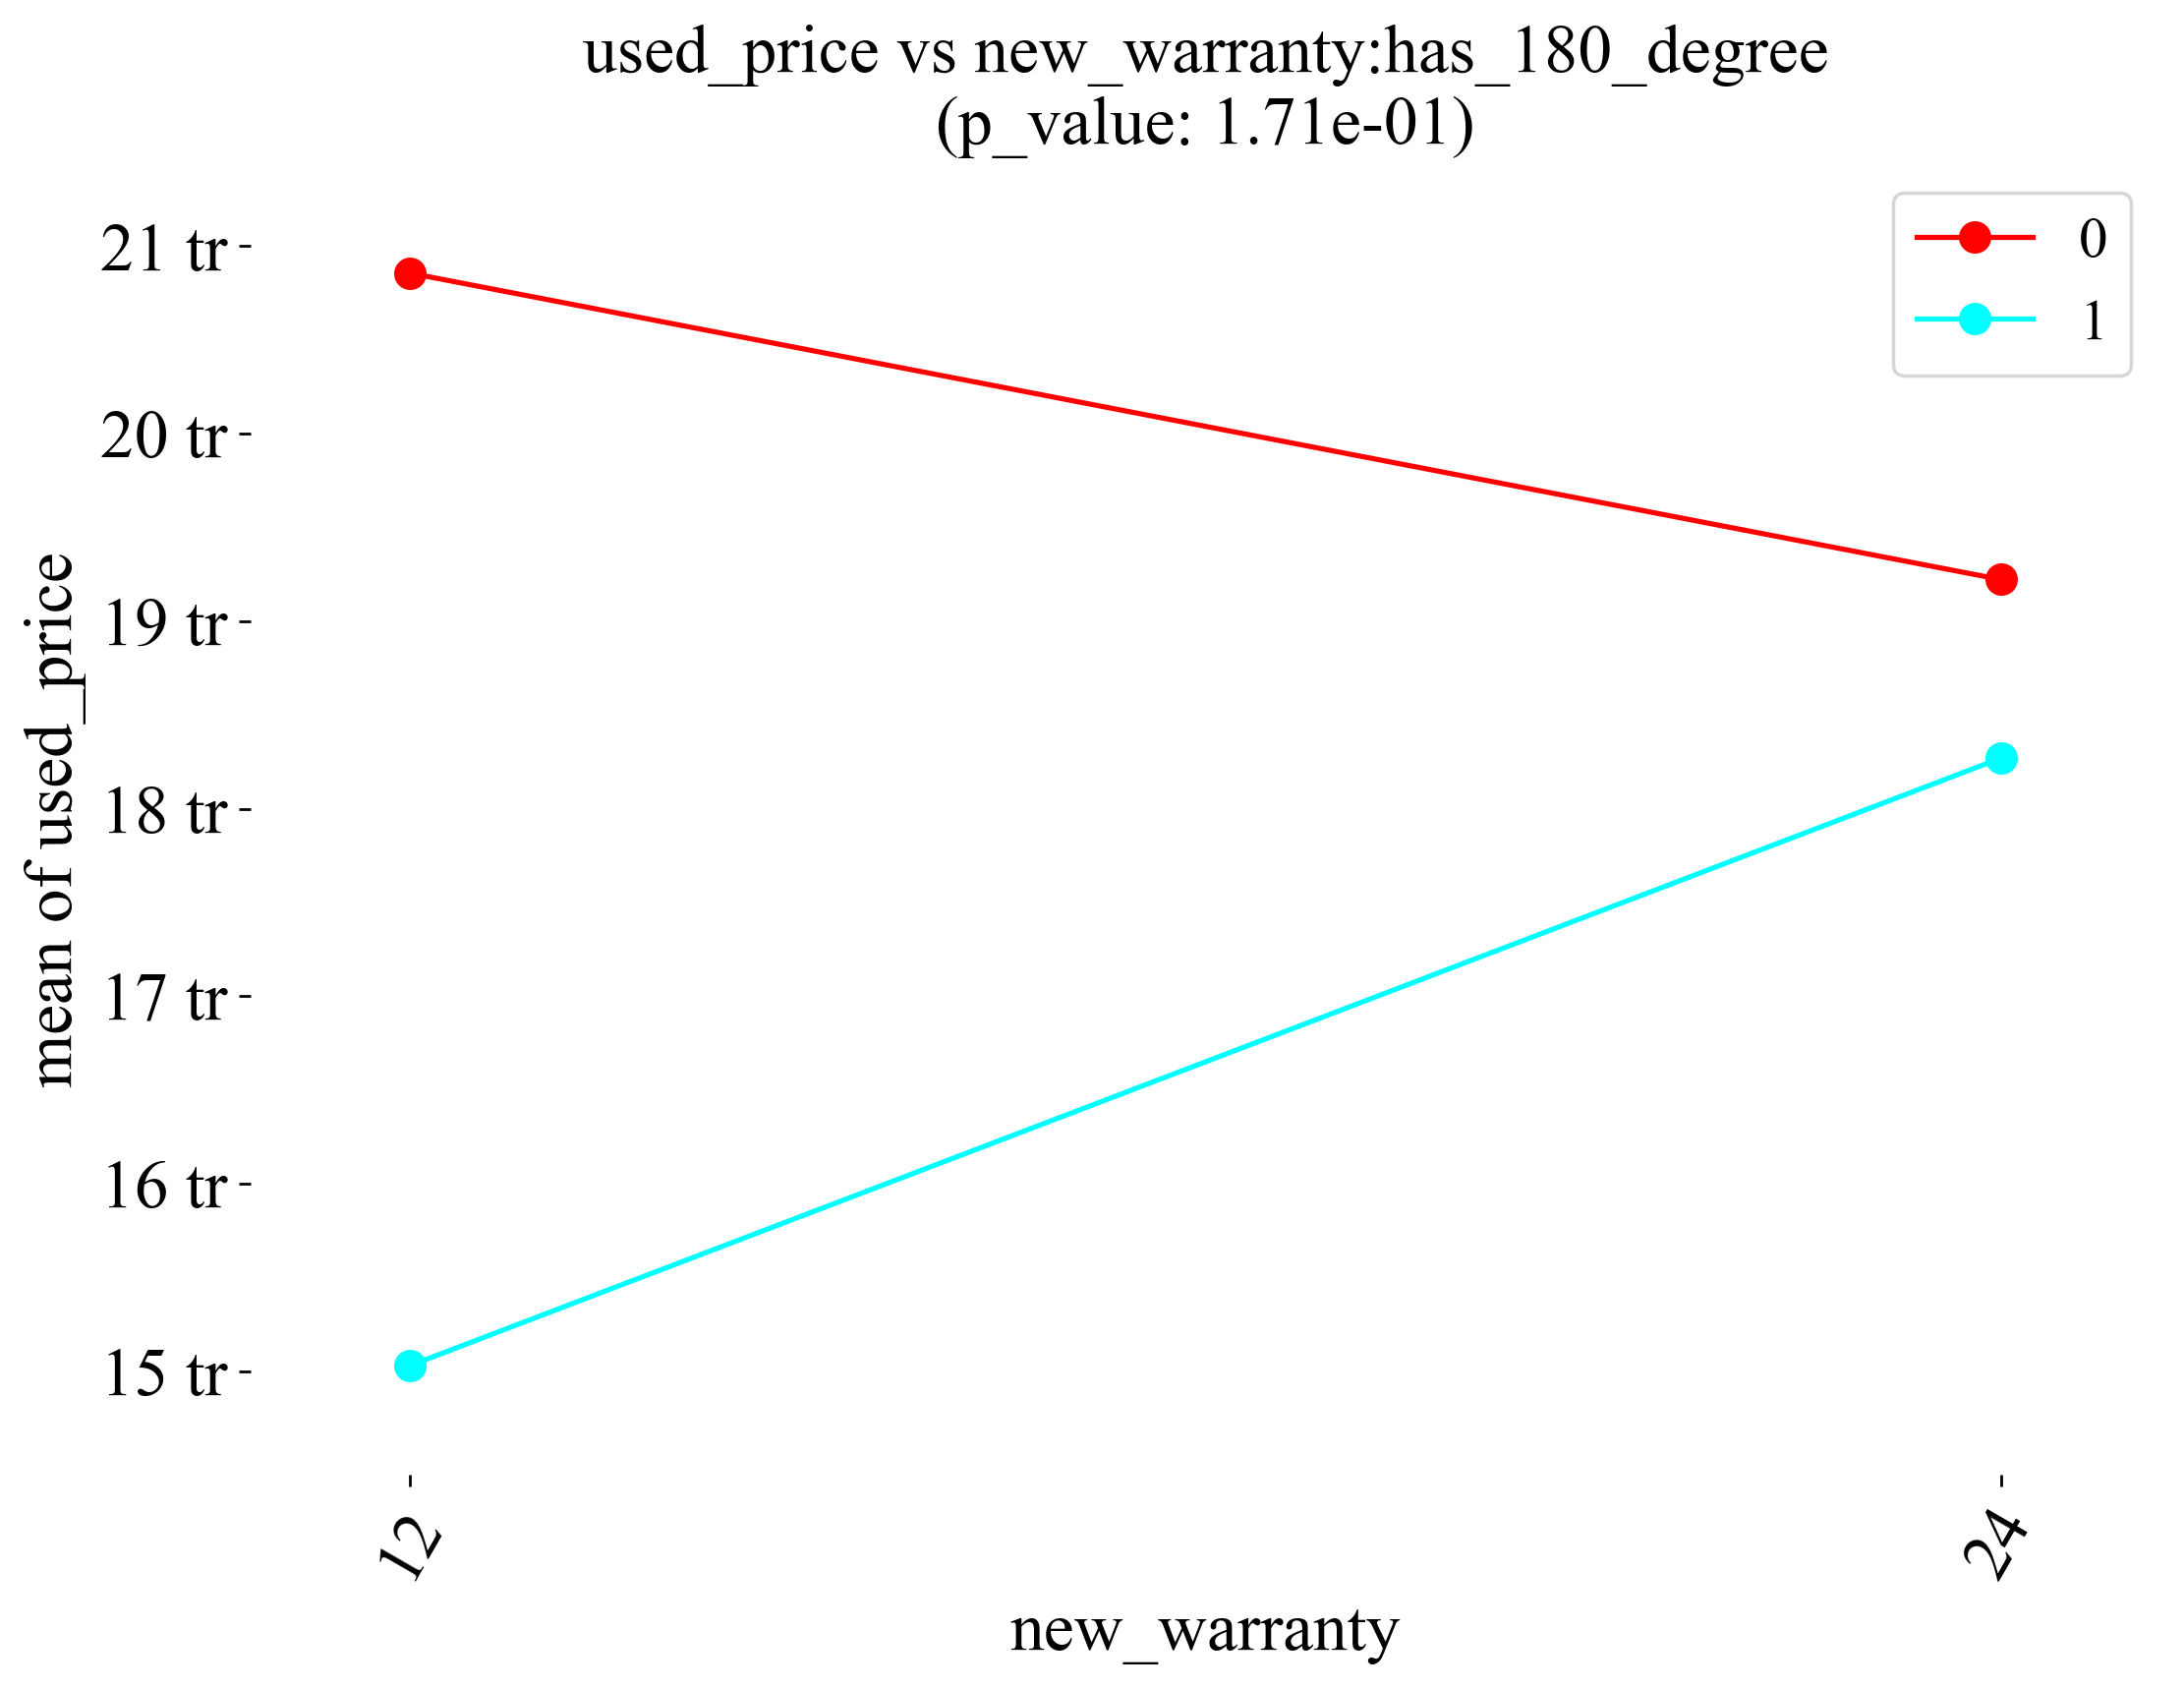 used_price vs new_warranty:has_180_degree
(p_value: 1.71e-01)
0
1
21 tr
20 tr
19 tr
18 tr
17 tr
16 tr
15 tr
mean of used_price
12
24
new_warranty